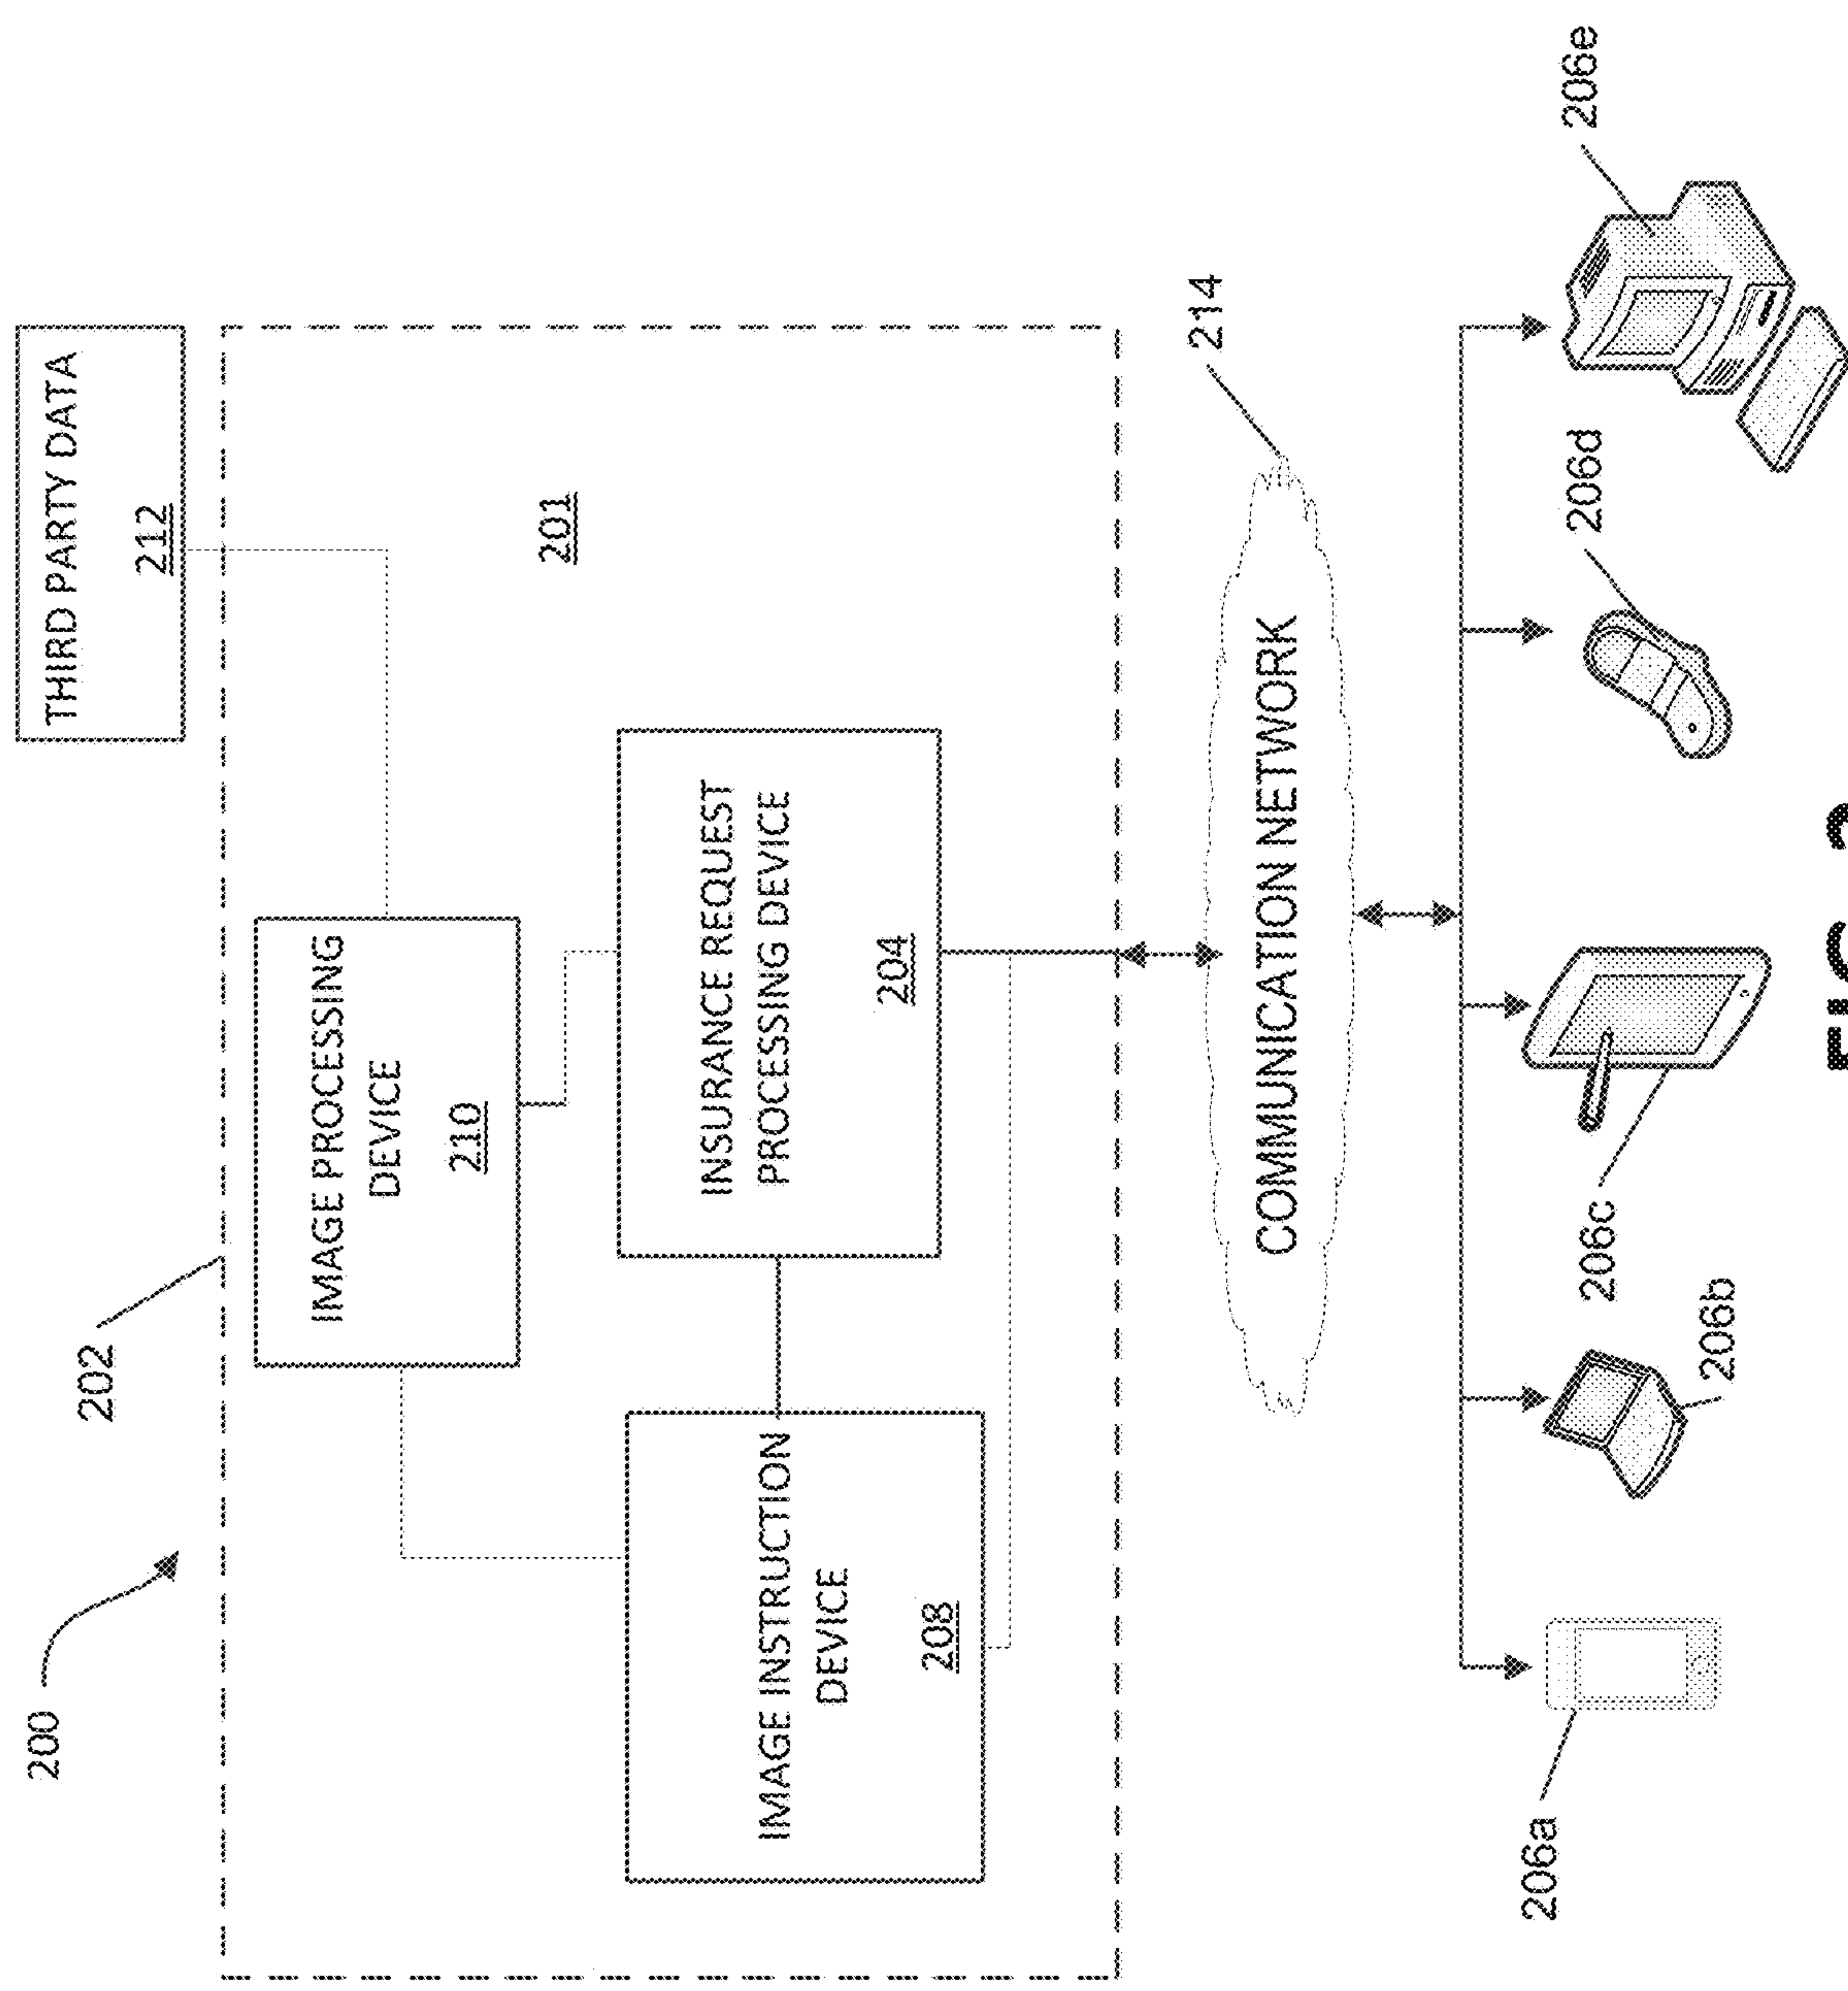 200
202
THIRD PARTY DATA
212
IMAGE PROCESSING
DEVICE
210
201
IMAGE INSTRUCTION
DEVICE
208
INSURANCE REQUEST
PROCESSING DEVICE
204
214
COMMUNICATION NETWORK
206a
206b
206c
206d
206e